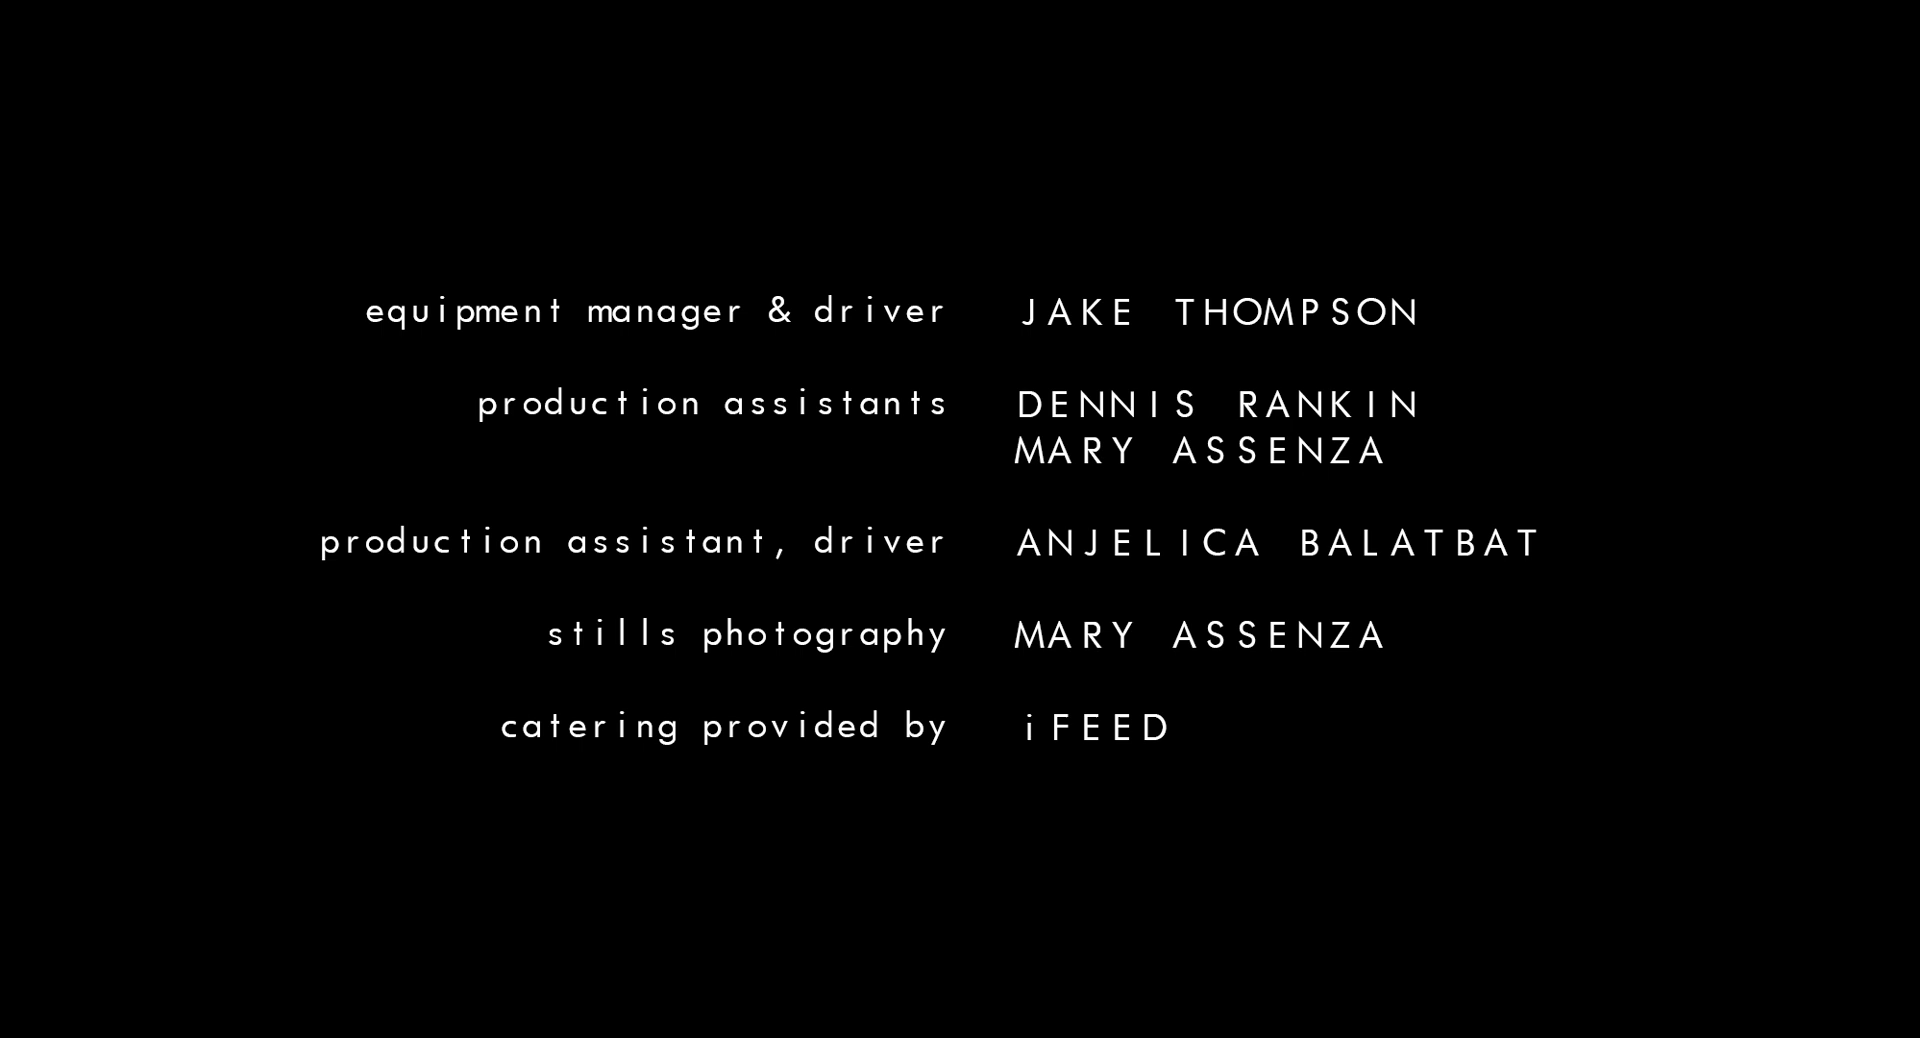 equipment manager & driver JAKE THOMPSON
production assistants DENNIS RANKIN
MARY ASSENZA
production assistant, driver ANJELICA BALATBAT
stills photography MARY ASSENZA
catering provided by iFEED